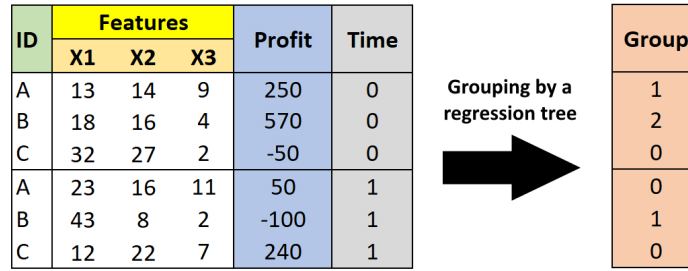 ID Features Profit Time Group
X1 X2 X3
A 13 14 9 250 0 1
B 18 16 4 570 0 2
C 32 27 2 -50 0 0
A 23 16 11 50 1 0
B 43 8 2 -100 1 1
C 12 22 7 240 1 0
Grouping by a
regression tree